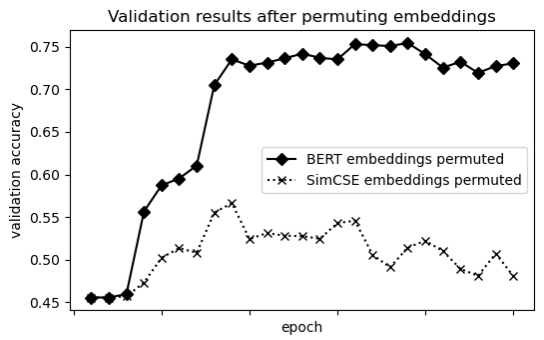 Validation results after permuting embeddings
0.75
0.70
0.65
0.60
0.55
0.50
0.45
validation accuracy
BERT embeddings permuted
SimCSE embeddings permuted
epoch